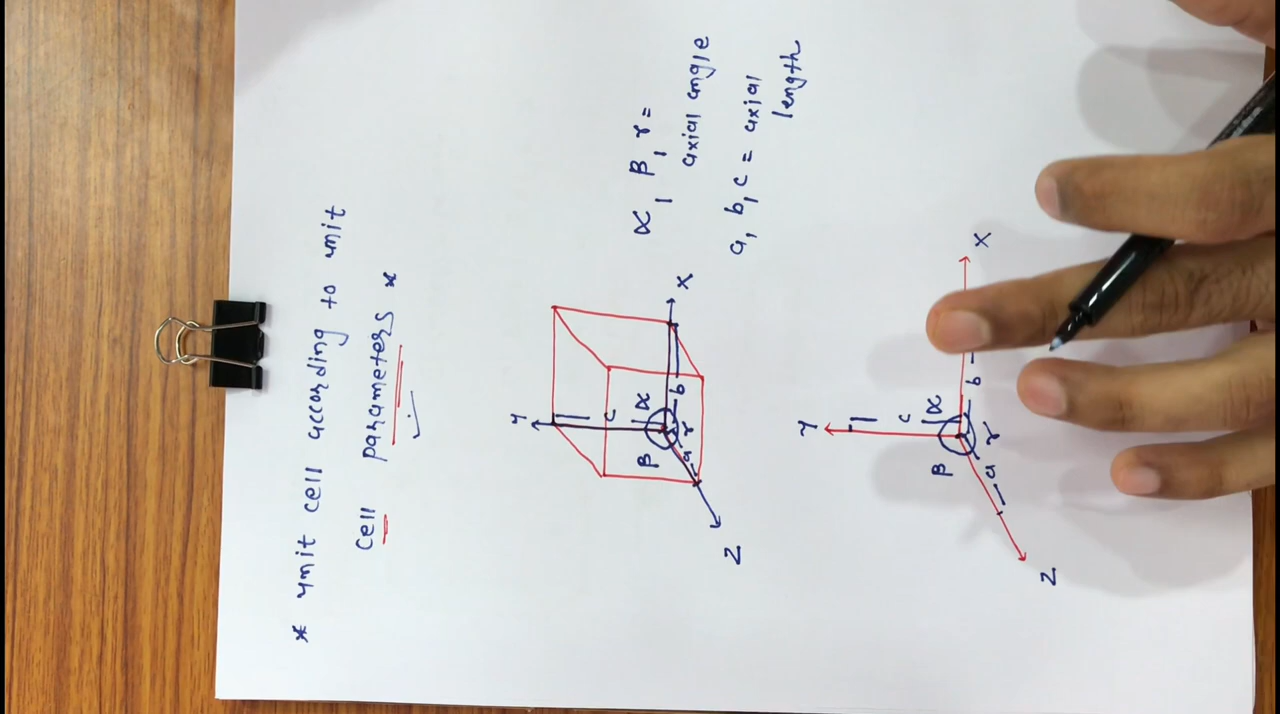 * unit cell according to unit
cell parameters *
y
c
α
β
b
x
a
r
z
α, β, r =
axial angle
a, b, c = axial
length
y
c
α
β
b
x
a
r
z